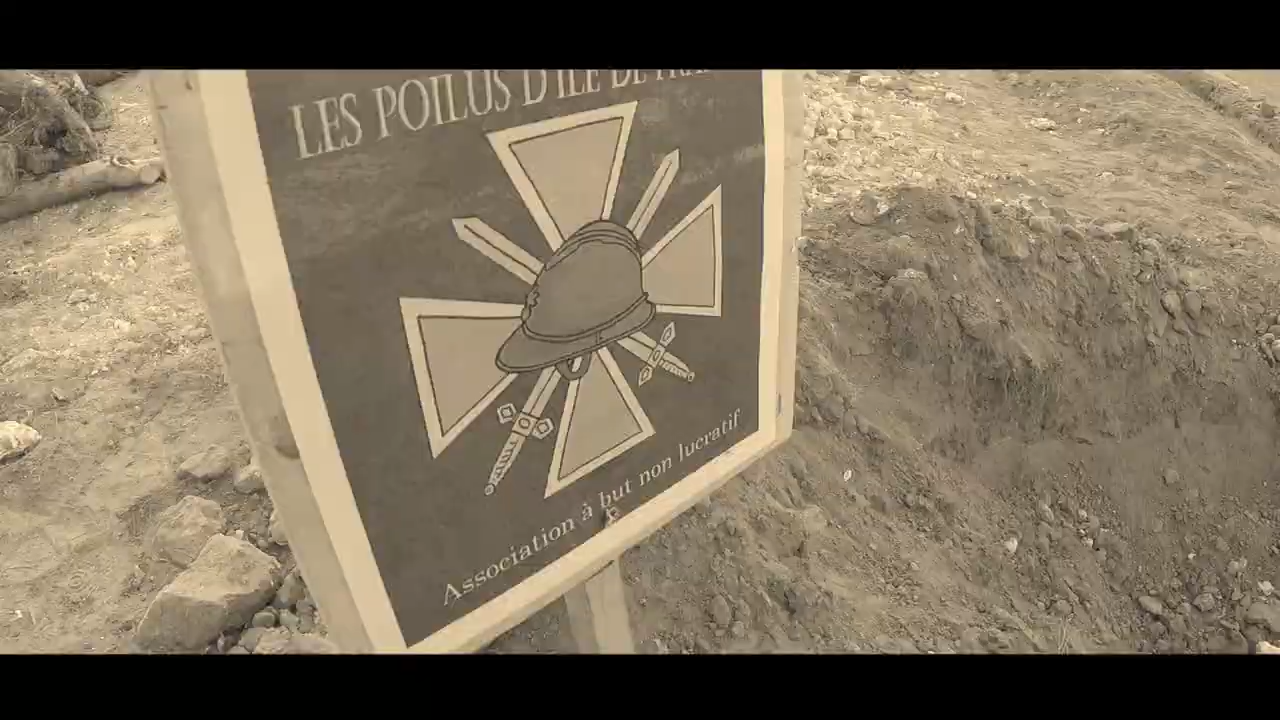 LES POILUS D'ILE DE
Association à but non lucratif